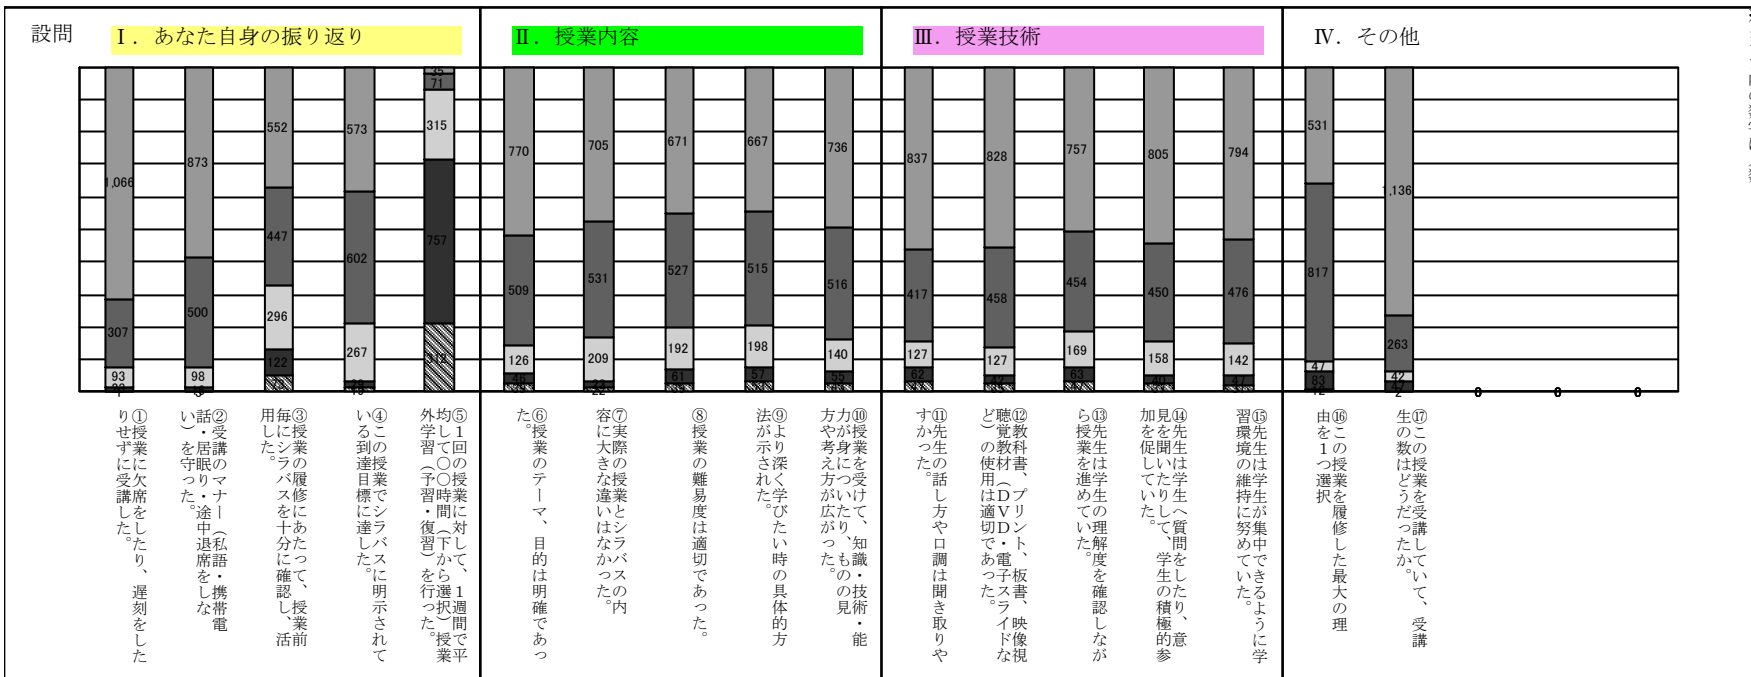 設問
Ⅰ．あなた自身の振り返り
Ⅱ．授業内容
Ⅲ．授業技術
Ⅳ．その他
1,066
307
93
1
873
500
98
552
447
296
122
73
573
602
267
71
315
757
313
770
509
126
46
39
705
531
209
22
671
527
192
61
667
515
198
57
736
516
140
55
837
417
127
62
47
828
458
127
42
757
454
169
63
47
805
450
158
40
794
476
142
47
531
817
47
83
12
1,136
263
42
47
2
0
0
0
①授業に欠席をしたり、遅刻をした
りせずに受講した。
②受講のマナー（私語・携帯電
話・居眠り・途中退席をしな
い）を守った。
③授業の履修にあたって、授業前
毎にシラバスを十分に確認し、活
用した。
④この授業でシラバスに明示されて
いる到達目標に達した。
⑤１回の授業に対して、１週間で平
均して〇〇時間（下から選択）授業
外学習（予習・復習）を行った。
⑥授業のテーマ、目的は明確であっ
た。
⑦実際の授業とシラバスの内
容に大きな違いはなかった。
⑧授業の難易度は適切であった。
⑨より深く学びたい時の具体的方
法が示された。
⑩授業を受けて、知識・技術・能
力が身についたり、ものの見
方や考え方が広がった。
⑪先生の話し方や口調は聞き取りや
すかった。
⑫教科書、プリント、板書、映像視
聴覚教材（ＤＶＤ・電子スライドな
ど）の使用は適切であった。
⑬先生は学生の理解度を確認しなが
ら授業を進めていた。
⑭先生は学生へ質問をしたり、意
見を聞いたりして、学生の積極的参
加を促していた。
⑮先生は学生が集中できるように学
習環境の維持に努めていた。
⑯この授業を履修した最大の理
由を１つ選択
⑰この授業を受講していて、受講
生の数はどうだったか。